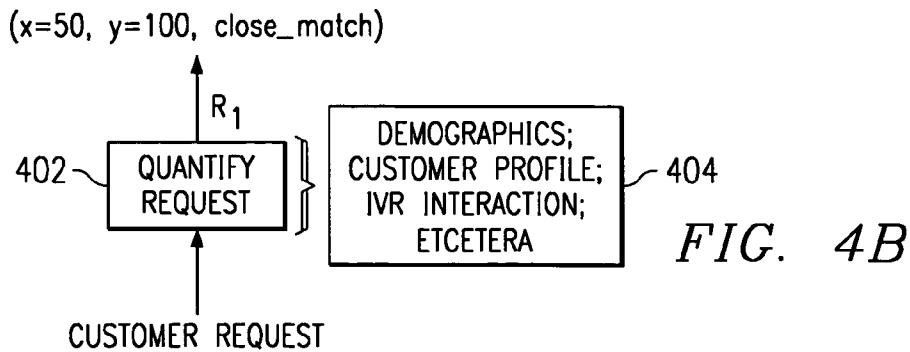 (x=50, y=100, close_match)
R1
402
QUANTIFY
REQUEST
DEMOGRAPHICS;
CUSTOMER PROFILE;
IVR INTERACTION;
ETCETERA
404
FIG. 4B
CUSTOMER REQUEST